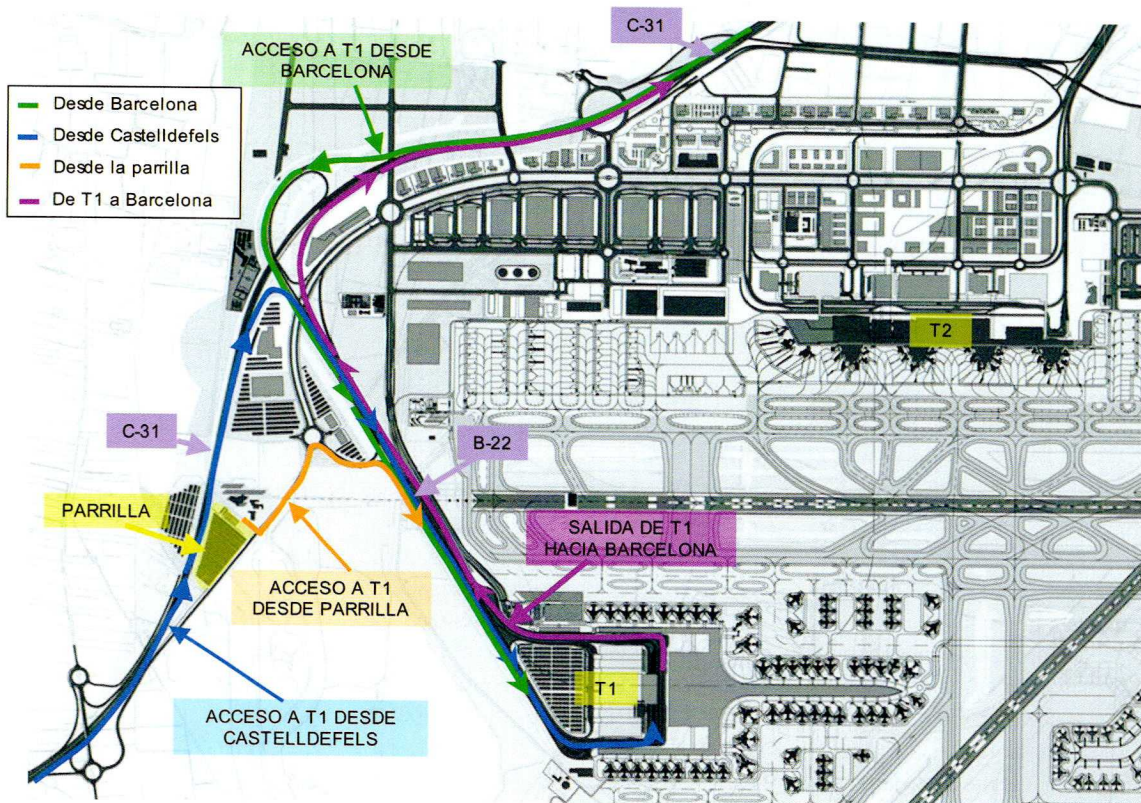 C-31
ACCESO A T1 DESDE
BARCELONA
Desde Barcelona
Desde Castelldefels
Desde la parrilla
De T1 a Barcelona
T2
C-31
B-22
PARRILLA
SALIDA DE T1
HACIA BARCELONA
ACCESO A T1
DESDE PARRILLA
T1
ACCESO A T1 DESDE
CASTELLDEFELS